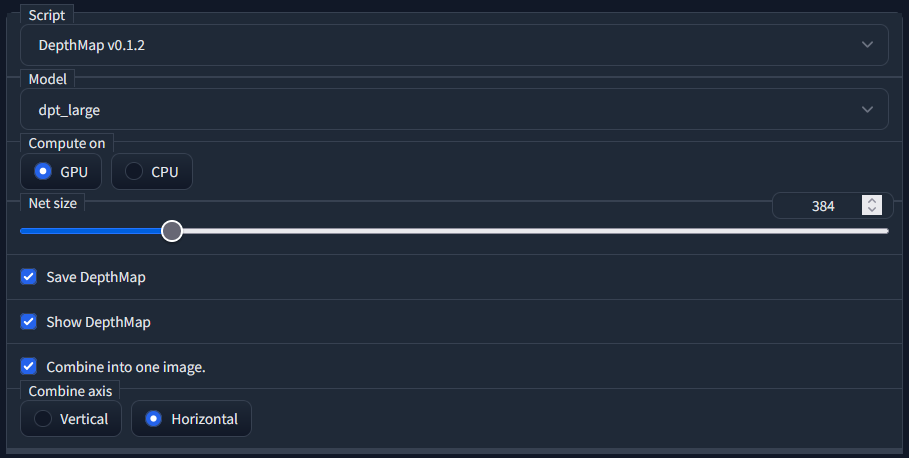 Script
DepthMap v0.1.2
Model
dpt_large
Compute on
GPU CPU
Net size
384
Save DepthMap
Show DepthMap
Combine into one image.
Combine axis
Vertical Horizontal